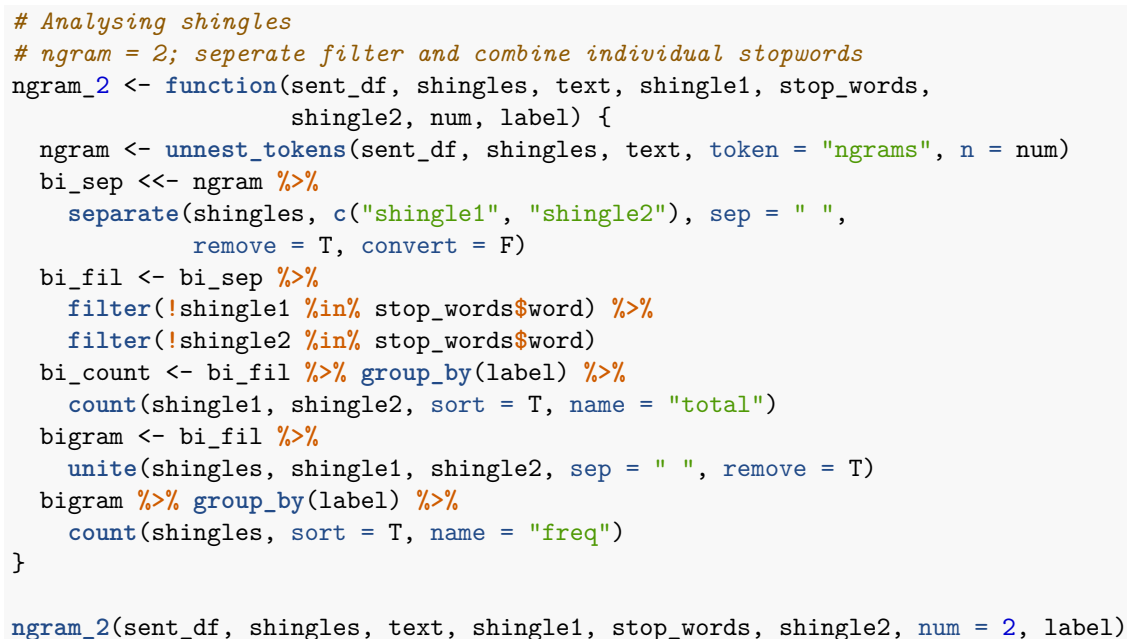 # Analysing shingles
# ngram = 2; seperate filter and combine individual stopwords
ngram_2 <- function(sent_df, shingles, text, shingle1, stop_words,
                    shingle2, num, label) {
  ngram <- unnest_tokens(sent_df, shingles, text, token = "ngrams", n = num)
  bi_sep <<- ngram %>%
    separate(shingles, c("shingle1", "shingle2"), sep = " ",
             remove = T, convert = F)
  bi_fil <- bi_sep %>%
    filter(!shingle1 %in% stop_words$word) %>%
    filter(!shingle2 %in% stop_words$word)
  bi_count <- bi_fil %>% group_by(label) %>%
    count(shingle1, shingle2, sort = T, name = "total")
  bigram <- bi_fil %>%
    unite(shingles, shingle1, shingle2, sep = " ", remove = T)
  bigram %>% group_by(label) %>%
    count(shingles, sort = T, name = "freq")
}

ngram_2(sent_df, shingles, text, shingle1, stop_words, shingle2, num = 2, label)